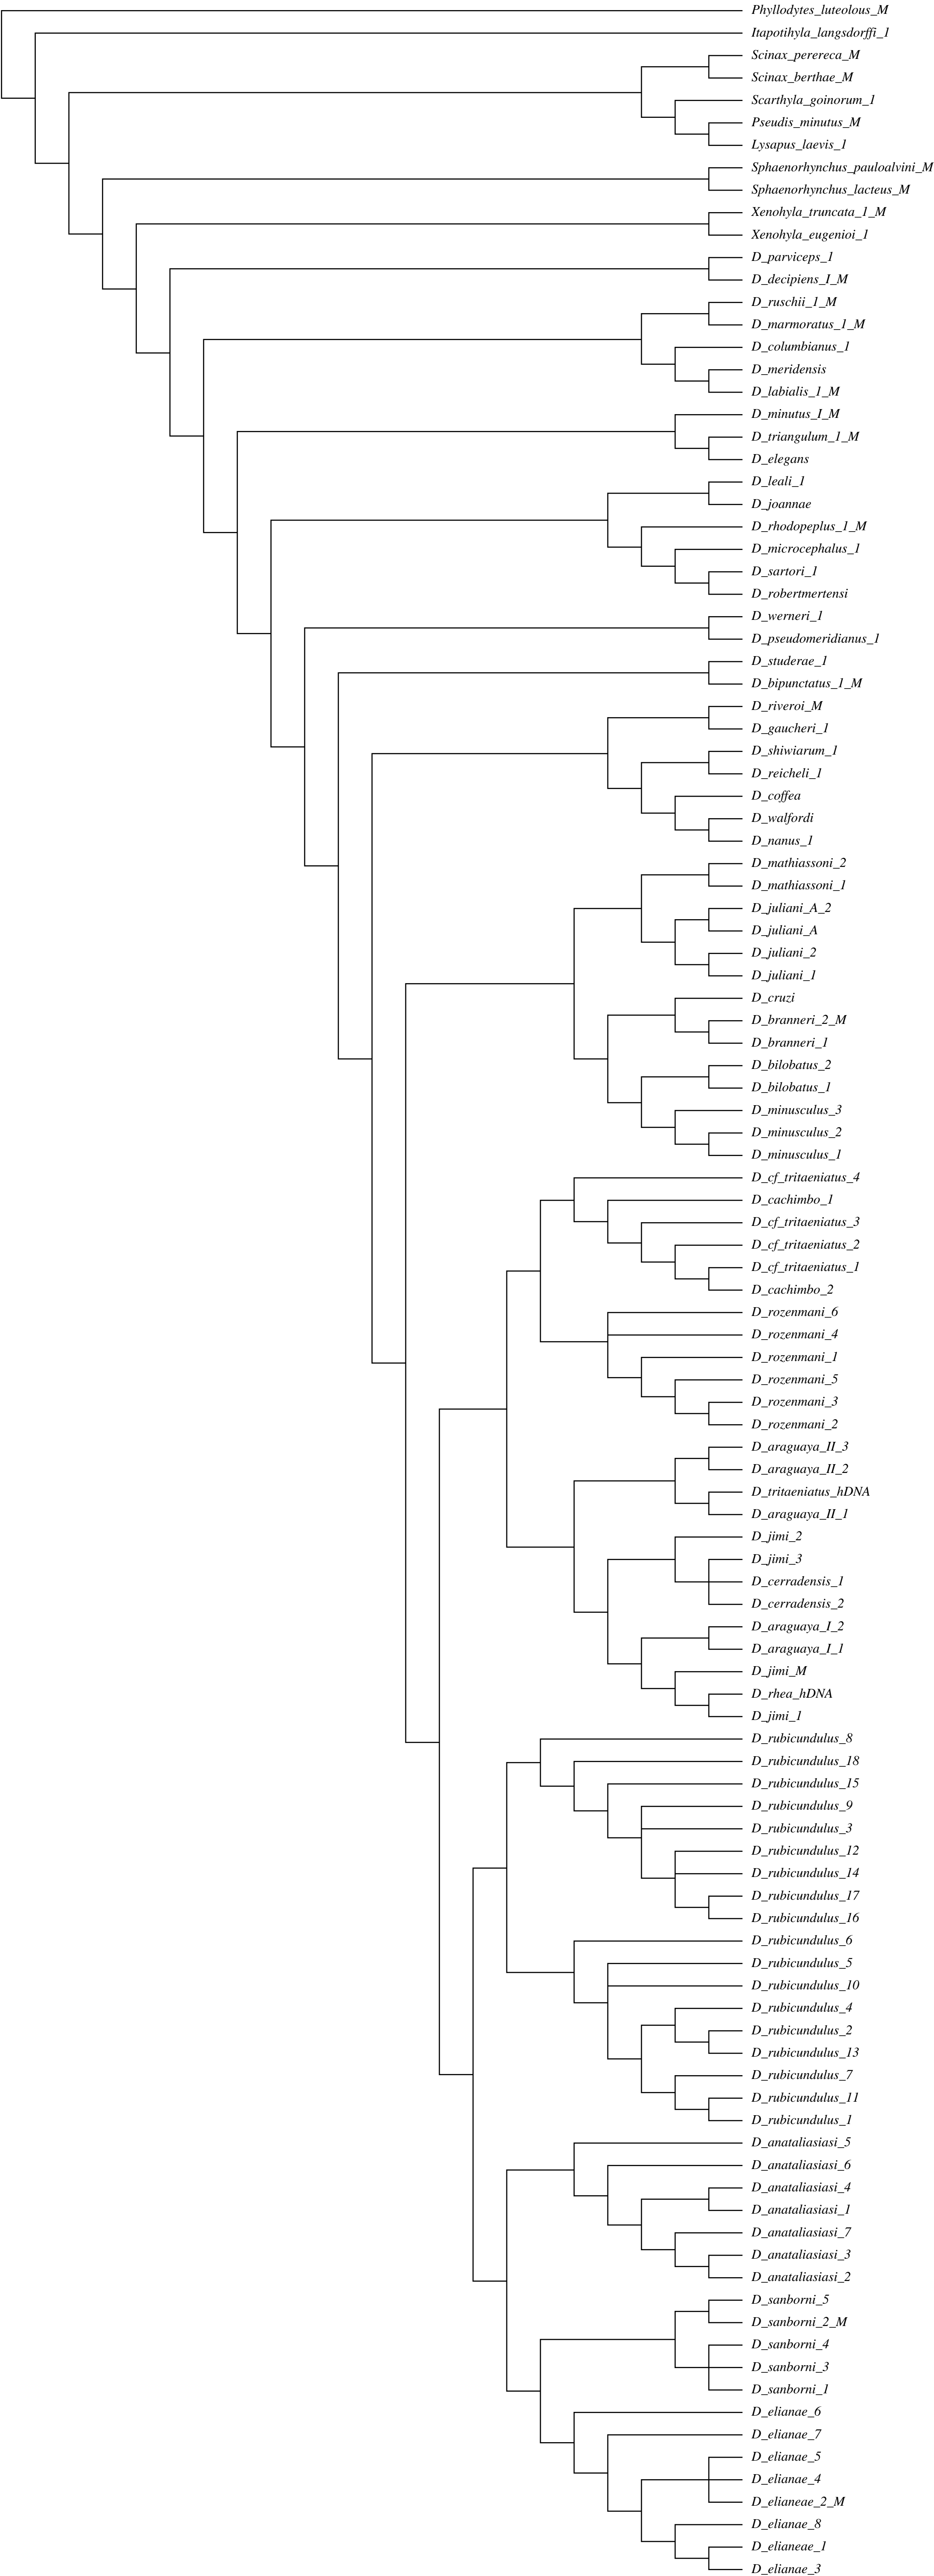 Phyllodytes_luteolous_M
Itapotihyla_langsdorffi_1
Scinax_perereca_M
Scinax_berthae_M
Scarthyla_goinorum_1
Pseudis_minutus_M
Lysapus_laevis_1
Sphaenorhynchus_pauloalvini_M
Sphaenorhynchus_lacteus_M
Xenohyla_truncata_1_M
Xenohyla_eugenioi_1
D_parviceps_1
D_decipiens_I_M
D_ruschii_1_M
D_marmoratus_1_M
D_columbianus_1
D_meridensis
D_labialis_1_M
D_minutus_I_M
D_triangulum_1_M
D_elegans
D_leali_1
D_joannae
D_rhodopeplus_1_M
D_microcephalus_1
D_sartori_1
D_robertmertensi
D_werneri_1
D_pseudomeridianus_1
D_studerae_1
D_bipunctatus_1_M
D_riveroi_M
D_gaucheri_1
D_shiwiarum_1
D_reicheli_1
D_coffea
D_walfordi
D_nanus_1
D_mathiassoni_2
D_mathiassoni_1
D_juliani_A_2
D_juliani_A
D_juliani_2
D_juliani_1
D_cruzi
D_branneri_2_M
D_branneri_1
D_bilobatus_2
D_bilobatus_1
D_minusculus_3
D_minusculus_2
D_minusculus_1
D_cf_tritaeniatus_4
D_cachimbo_1
D_cf_tritaeniatus_3
D_cf_tritaeniatus_2
D_cf_tritaeniatus_1
D_cachimbo_2
D_rozenmani_6
D_rozenmani_4
D_rozenmani_1
D_rozenmani_5
D_rozenmani_3
D_rozenmani_2
D_araguaya_II_3
D_araguaya_II_2
D_tritaeniatus_hDNA
D_araguaya_II_1
D_jimi_2
D_jimi_3
D_cerradensis_1
D_cerradensis_2
D_araguaya_I_2
D_araguaya_I_1
D_jimi_M
D_rhea_hDNA
D_jimi_1
D_rubicundulus_8
D_rubicundulus_18
D_rubicundulus_15
D_rubicundulus_9
D_rubicundulus_3
D_rubicundulus_12
D_rubicundulus_14
D_rubicundulus_17
D_rubicundulus_16
D_rubicundulus_6
D_rubicundulus_5
D_rubicundulus_10
D_rubicundulus_4
D_rubicundulus_2
D_rubicundulus_13
D_rubicundulus_7
D_rubicundulus_11
D_rubicundulus_1
D_anataliasiasi_5
D_anataliasiasi_6
D_anataliasiasi_4
D_anataliasiasi_1
D_anataliasiasi_7
D_anataliasiasi_3
D_anataliasiasi_2
D_sanborni_5
D_sanborni_2_M
D_sanborni_4
D_sanborni_3
D_sanborni_1
D_elianae_6
D_elianae_7
D_elianae_5
D_elianae_4
D_elianeae_2_M
D_elianae_8
D_elianeae_1
D_elianae_3